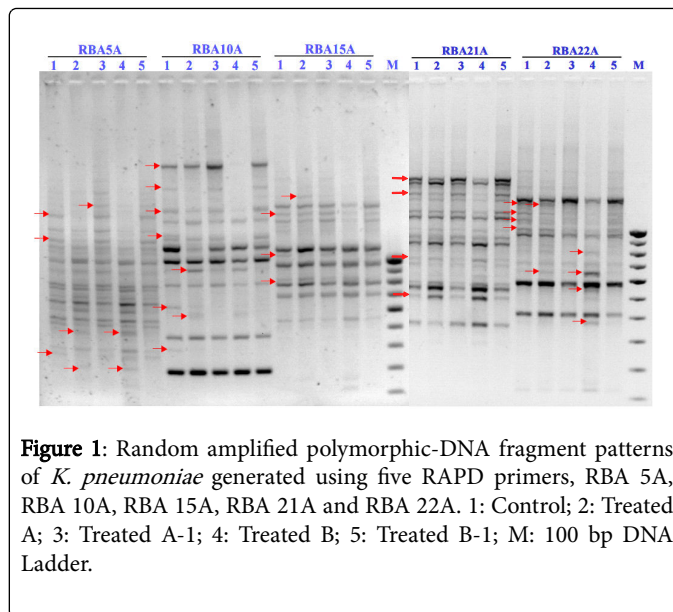 RBA5A RBA10A RBA15A RBA21A RBA22A
1 2 3 4 5 1 2 3 4 5 1 2 3 4 5 M 1 2 3 4 5 1 2 3 4 5 M
Figure 1: Random amplified polymorphic-DNA fragment patterns
of K. pneumoniae generated using five RAPD primers, RBA 5A,
RBA 10A, RBA 15A, RBA 21A and RBA 22A. 1: Control; 2: Treated
A; 3: Treated A-1; 4: Treated B; 5: Treated B-1; M: 100 bp DNA
Ladder.